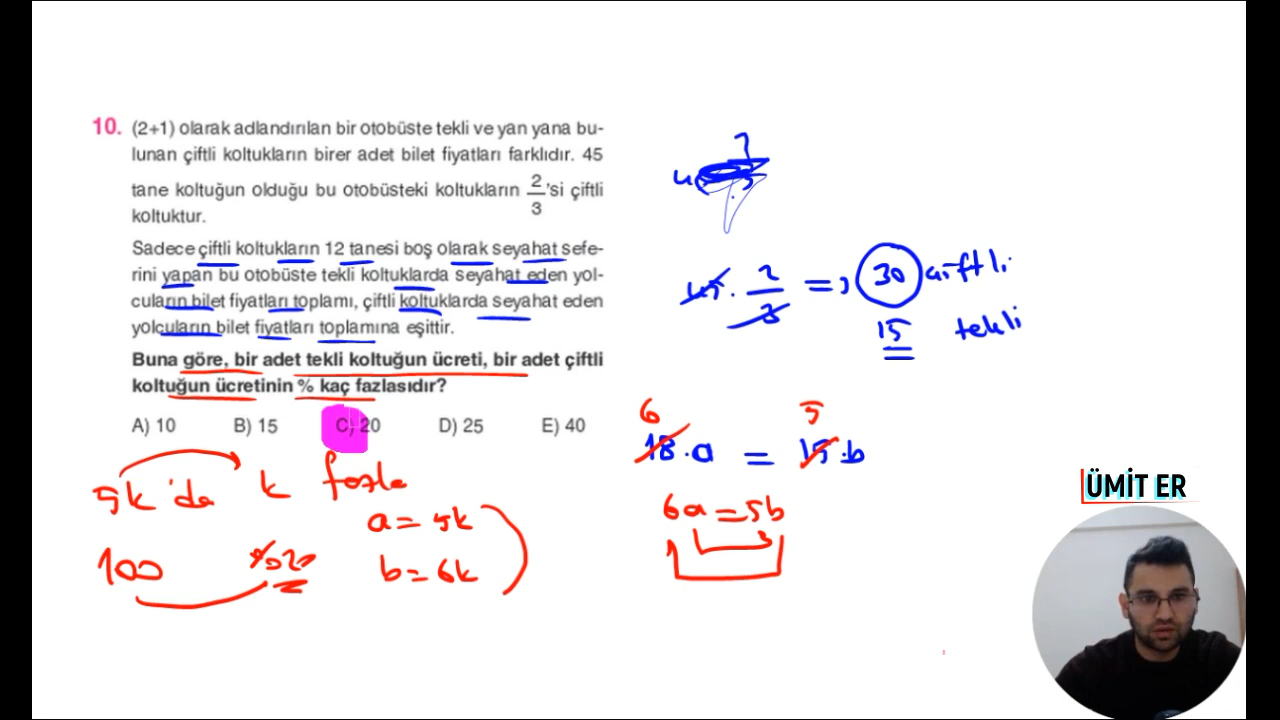 10. (2+1) olarak adlandırılan bir otobüste tekli ve yan yana bu-
lunan çiftli koltukların birer adet bilet fiyatları farklıdır. 45
tane koltuğun olduğu bu otobüsteki koltukların 2/3 'si çiftli
koltuktur.
Sadece çiftli koltukların 12 tanesi boş olarak seyahat sefe-
rini yapan bu otobüste tekli koltuklarda seyahat eden yol-
cuların bilet fiyatları toplamı, çiftli koltuklarda seyahat eden
yolcuların bilet fiyatları toplamına eşittir.
Buna göre, bir adet tekli koltuğun ücreti, bir adet çiftli
koltuğun ücretinin % kaç fazlasıdır?
A) 10 B) 15 C) 20 D) 25 E) 40
5k'da k fazla
a = 5k
b = 6k
100 %20
45 . 2/3 = 30 çiftli
15 tekli
6 5
18.a = 15.b
6a = 5b
ÜMİT ER